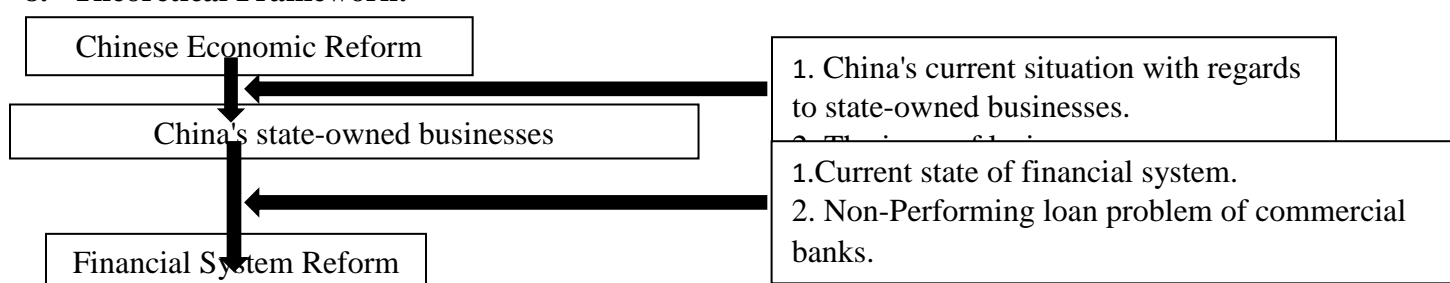 Chinese Economic Reform
China's state-owned businesses
Financial System Reform
1. China's current situation with regards
to state-owned businesses.
1.Current state of financial system.
2. Non-Performing loan problem of commercial
banks.